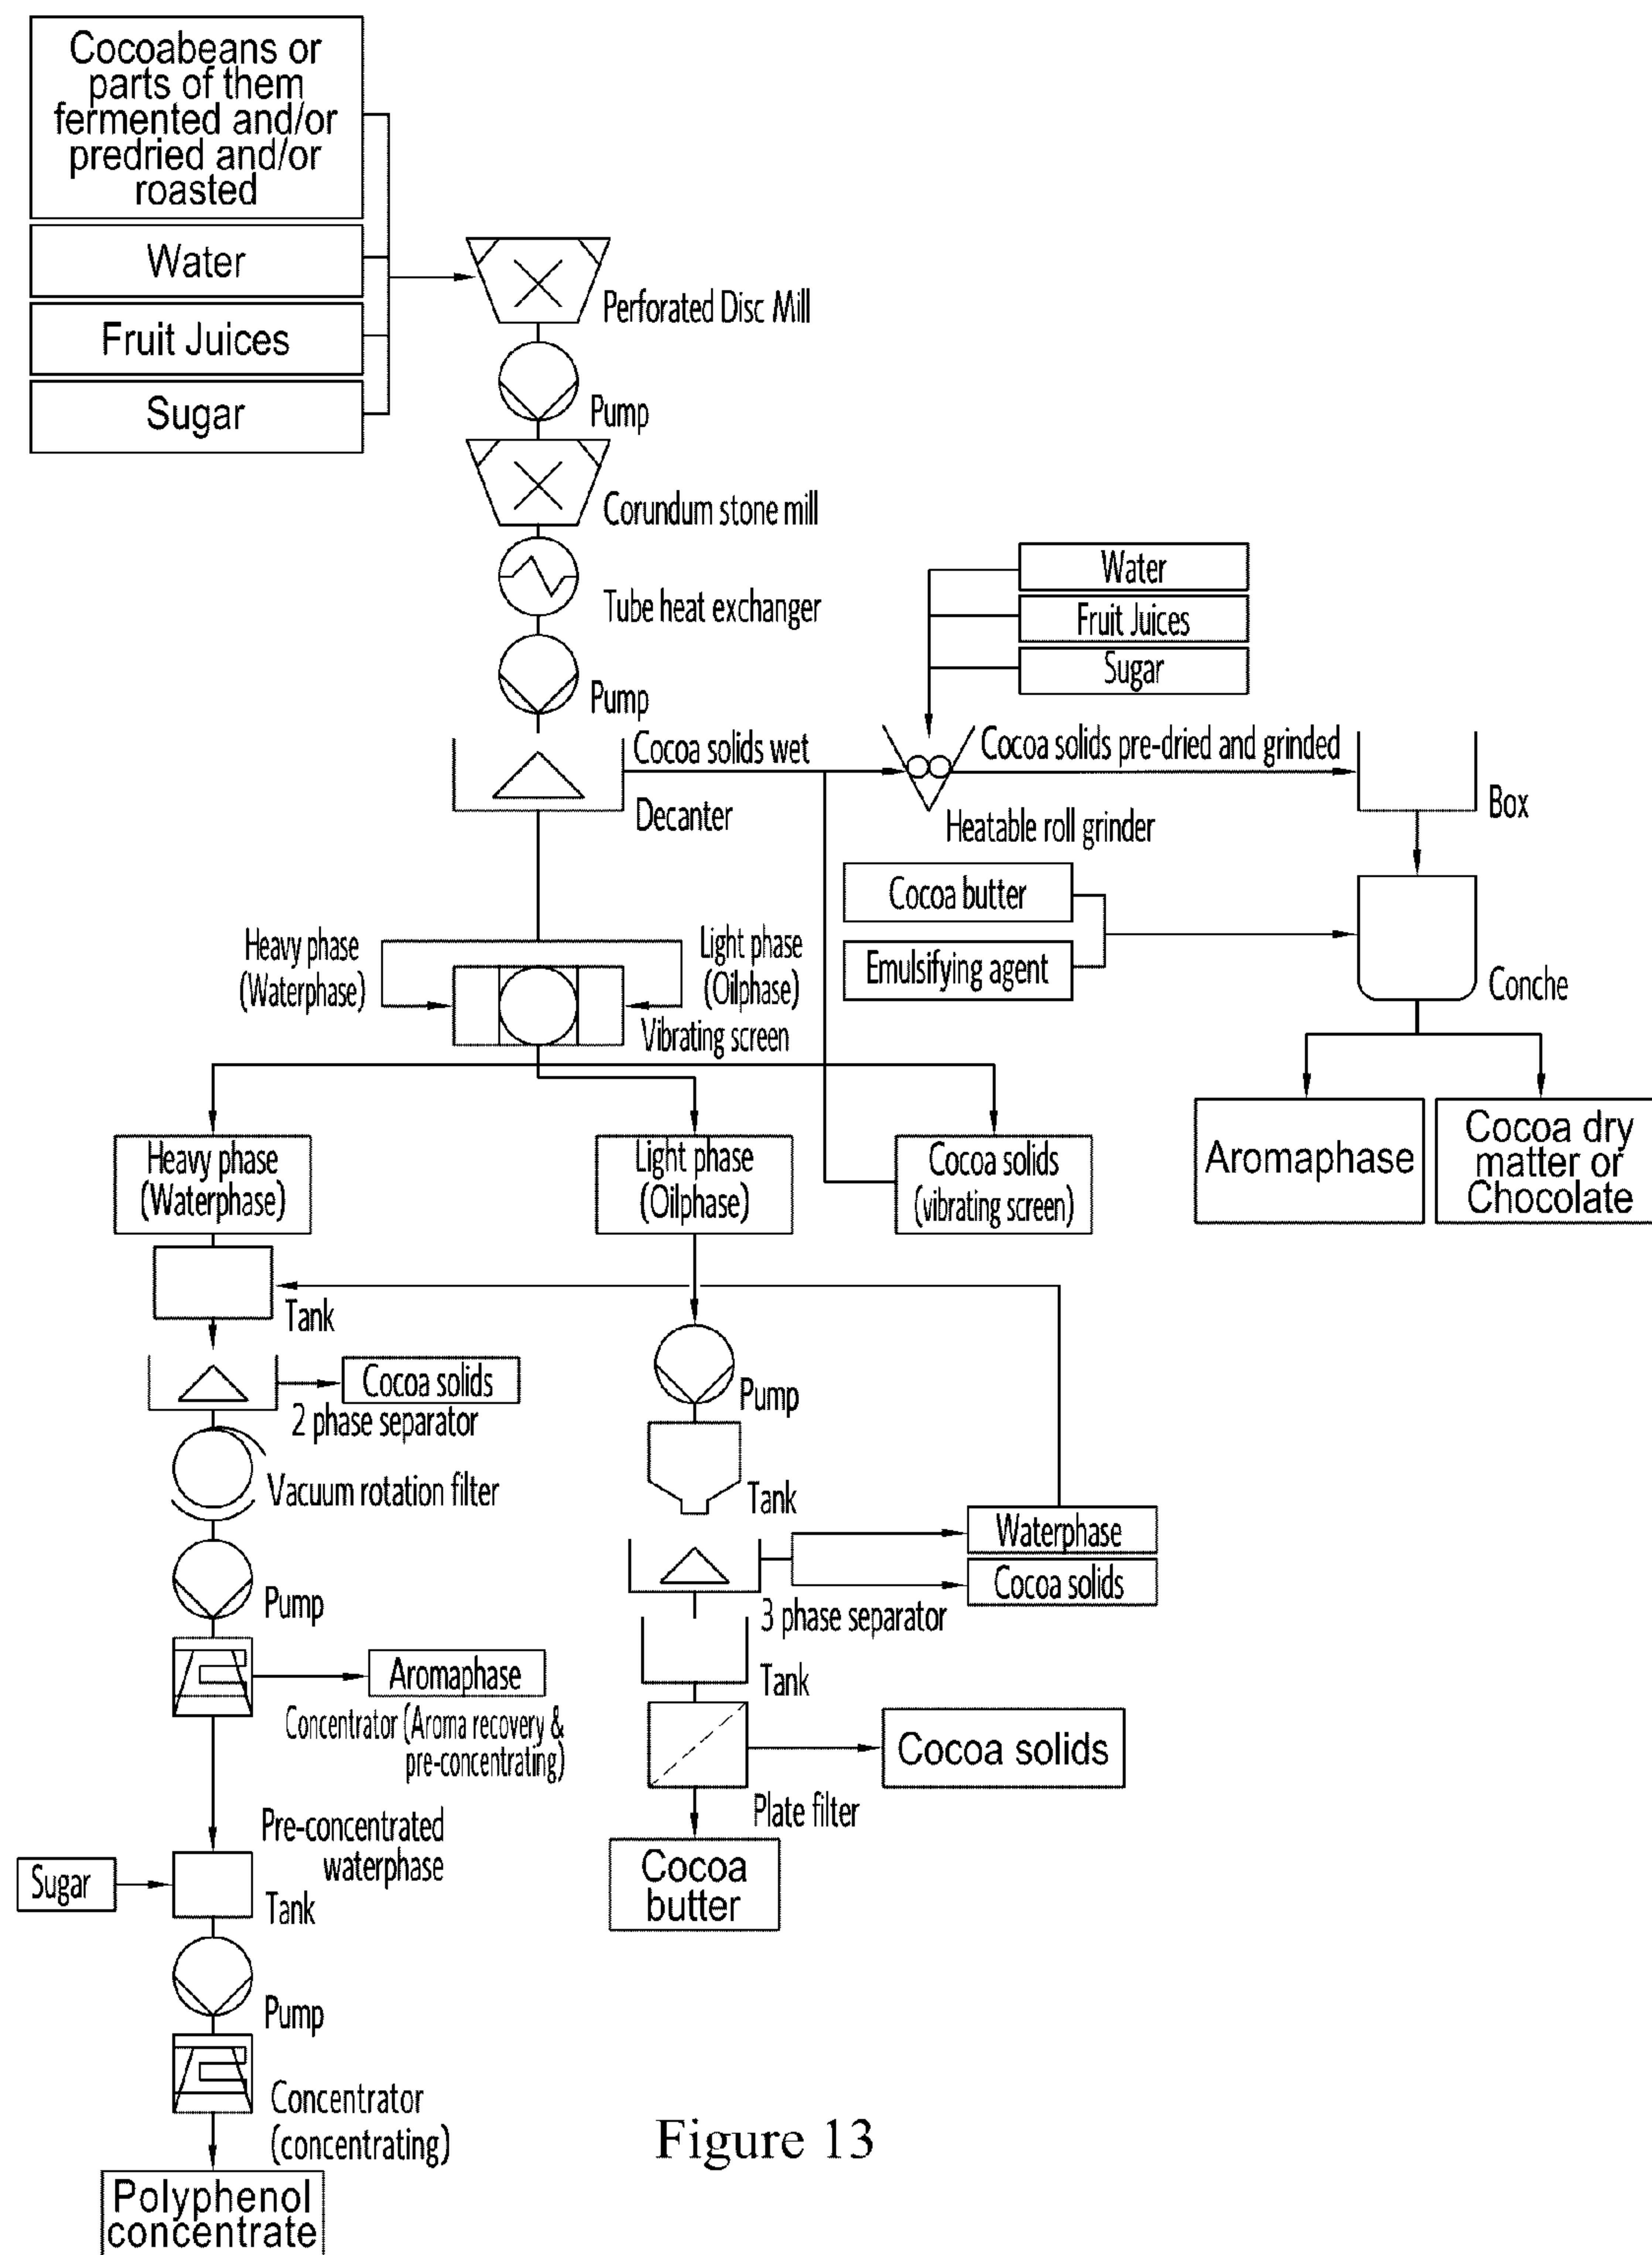 Cocoabeans or
parts of them
fermented and/or
predried and/or
roasted
Water
Fruit Juices
Sugar
Perforated Disc Mill
Pump
Corundum stone mill
Tube heat exchanger
Pump
Water
Fruit Juices
Sugar
Cocoa solids wet
Decanter
Cocoa solids pre-dried and grinded
Heatable roll grinder
Box
Cocoa butter
Emulsifying agent
Conche
Heavy phase
(Waterphase)
Light phase
(Oilphase)
Vibrating screen
Aromaphase
Cocoa dry
matter or
Chocolate
Heavy phase
(Waterphase)
Light phase
(Oilphase)
Cocoa solids
(vibrating screen)
Tank
Cocoa solids
2 phase separator
Vacuum rotation filter
Pump
Aromaphase
Concentrator (Aroma recovery &
pre-concentrating)
Pre-concentrated
waterphase
Sugar
Tank
Pump
Concentrator
(concentrating)
Polyphenol
concentrate
Pump
Tank
Waterphase
Cocoa solids
3 phase separator
Tank
Cocoa solids
Plate filter
Cocoa
butter
Figure 13